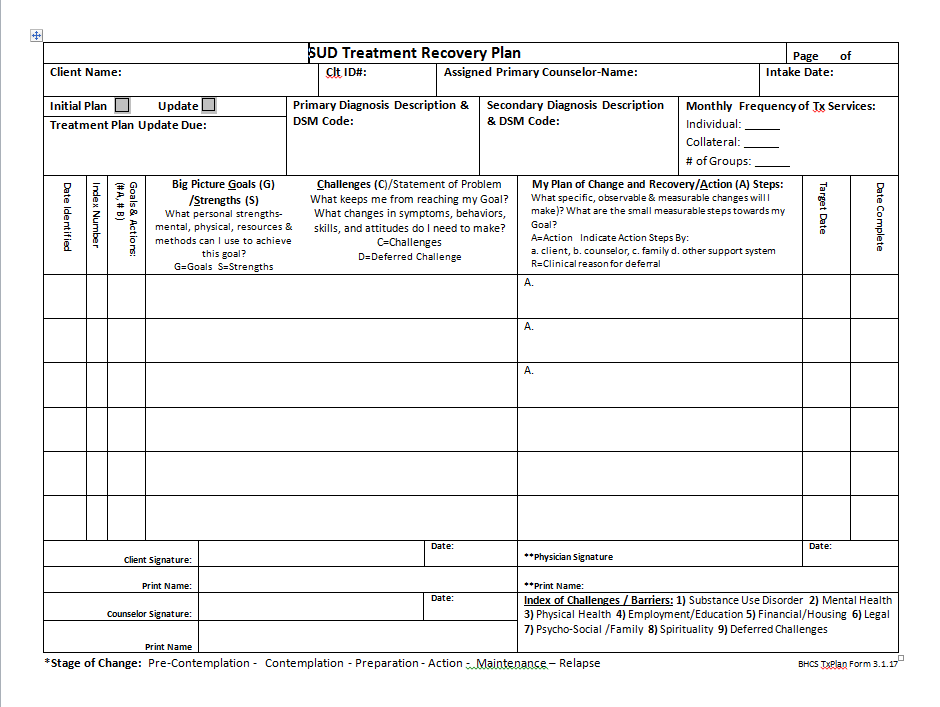 SUD Treatment Recovery Plan
Page of
Client Name:
Clt ID#:
Assigned Primary Counselor-Name:
Intake Date:
Initial Plan Update
Treatment Plan Update Due:
Primary Diagnosis Description &
DSM Code:
Secondary Diagnosis Description
& DSM Code:
Monthly Frequency of Tx Services:
Individual: ______
Collateral: ______
# of Groups: ______
Date Identified
Index Number
Goals & Actions:
(# A, # B)
Big Picture Goals (G)
/Strengths (S)
What personal strengths-
mental, physical, resources &
methods can I use to achieve
this goal?
G=Goals S=Strengths
Challenges (C)/Statement of Problem
What keeps me from reaching my Goal?
What changes in symptoms, behaviors,
skills, and attitudes do I need to make?
C=Challenges
D=Deferred Challenge
My Plan of Change and Recovery/Action (A) Steps:
What specific, observable & measurable changes will I
make)? What are the small measurable steps towards my
Goal?
A=Action Indicate Action Steps By:
a. client, b. counselor, c. family d. other support system
R=Clinical reason for deferral
Target Date
Date Complete
A.
A.
A.
Client Signature:
Date:
**Physician Signature
Date:
Print Name:
**Print Name:
Counselor Signature:
Date:
Print Name
Index of Challenges / Barriers: 1) Substance Use Disorder 2) Mental Health
3) Physical Health 4) Employment/Education 5) Financial/Housing 6) Legal
7) Psycho-Social /Family 8) Spirituality 9) Deferred Challenges
*Stage of Change: Pre-Contemplation - Contemplation - Preparation - Action - Maintenance – Relapse
BHCS TxPlan Form 3.1.17